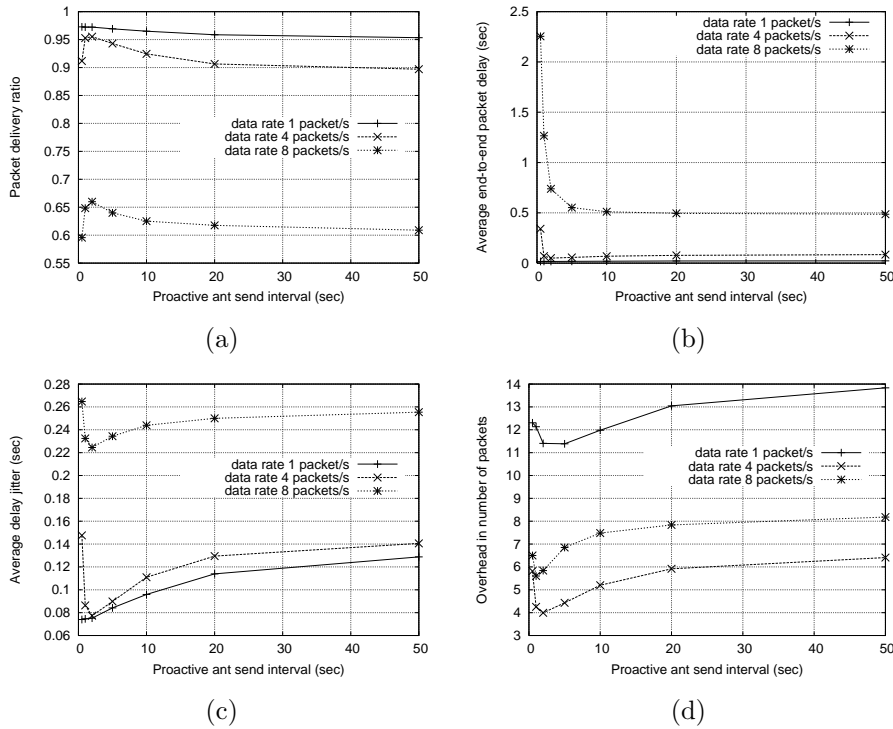 1
0.95
0.9
0.85
0.8
0.75
0.7
0.65
0.6
0.55
0 10 20 30 40 50
Packet delivery ratio
Proactive ant send interval (sec)
data rate 1 packet/s
data rate 4 packets/s
data rate 8 packets/s
(a)
2.5
2
1.5
1
0.5
0
0 10 20 30 40 50
Average end-to-end packet delay (sec)
Proactive ant send interval (sec)
data rate 1 packet/s
data rate 4 packets/s
data rate 8 packets/s
(b)
0.28
0.26
0.24
0.22
0.2
0.18
0.16
0.14
0.12
0.1
0.08
0.06
0 10 20 30 40 50
Average delay jitter (sec)
Proactive ant send interval (sec)
data rate 1 packet/s
data rate 4 packets/s
data rate 8 packets/s
(c)
14
13
12
11
10
9
8
7
6
5
4
3
0 10 20 30 40 50
Overhead in number of packets
Proactive ant send interval (sec)
data rate 1 packet/s
data rate 4 packets/s
data rate 8 packets/s
(d)